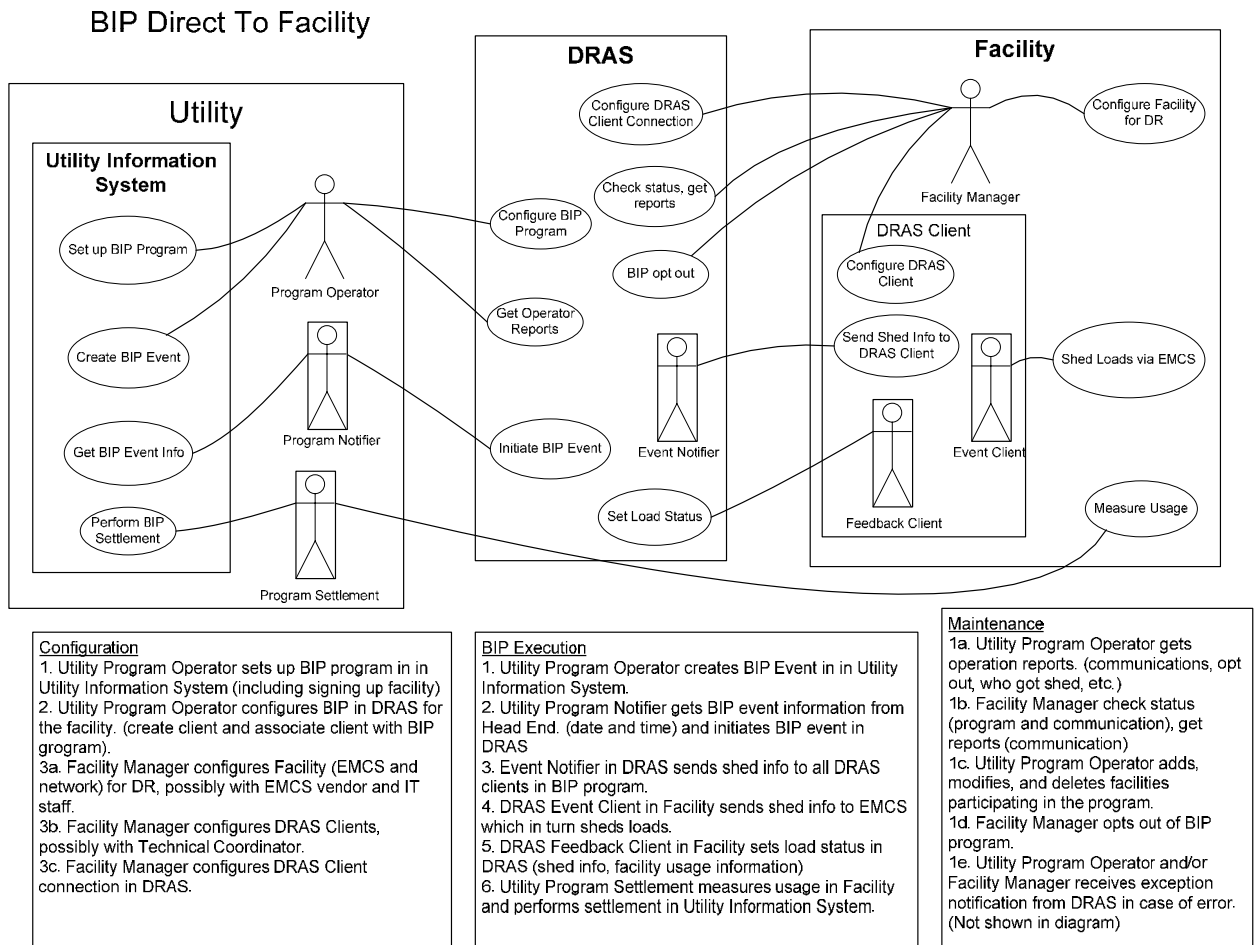 BIP Direct To Facility
Utility
Utility Information
System
Set up BIP Program
Create BIP Event
Get BIP Event Info
Perform BIP
Settlement
Program Operator
Program Notifier
Program Settlement
DRAS
Configure DRAS
Client Connection
Check status, get
reports
Configure BIP
Program
BIP opt out
Get Operator
Reports
Event Notifier
Initiate BIP Event
Set Load Status
Facility
Configure Facility
for DR
Facility Manager
DRAS Client
Configure DRAS
Client
Send Shed Info to
DRAS Client
Shed Loads via EMCS
Event Client
Feedback Client
Measure Usage
Configuration
1. Utility Program Operator sets up BIP program in in
Utility Information System (including signing up facility)
2. Utility Program Operator configures BIP in DRAS for
the facility. (create client and associate client with BIP
grogram).
3a. Facility Manager configures Facility (EMCS and
network) for DR, possibly with EMCS vendor and IT
staff.
3b. Facility Manager configures DRAS Clients,
possibly with Technical Coordinator.
3c. Facility Manager configures DRAS Client
connection in DRAS.
BIP Execution
1. Utility Program Operator creates BIP Event in in Utility
Information System.
2. Utility Program Notifier gets BIP event information from
Head End. (date and time) and initiates BIP event in
DRAS
3. Event Notifier in DRAS sends shed info to all DRAS
clients in BIP program.
4. DRAS Event Client in Facility sends shed info to EMCS
which in turn sheds loads.
5. DRAS Feedback Client in Facility sets load status in
DRAS (shed info, facility usage information)
6. Utility Program Settlement measures usage in Facility
and performs settlement in Utility Information System.
Maintenance
1a. Utility Program Operator gets
operation reports. (communications, opt
out, who got shed, etc.)
1b. Facility Manager check status
(program and communication), get
reports (communication)
1c. Utility Program Operator adds,
modifies, and deletes facilities
participating in the program.
1d. Facility Manager opts out of BIP
program.
1e. Utility Program Operator and/or
Facility Manager receives exception
notification from DRAS in case of error.
(Not shown in diagram)